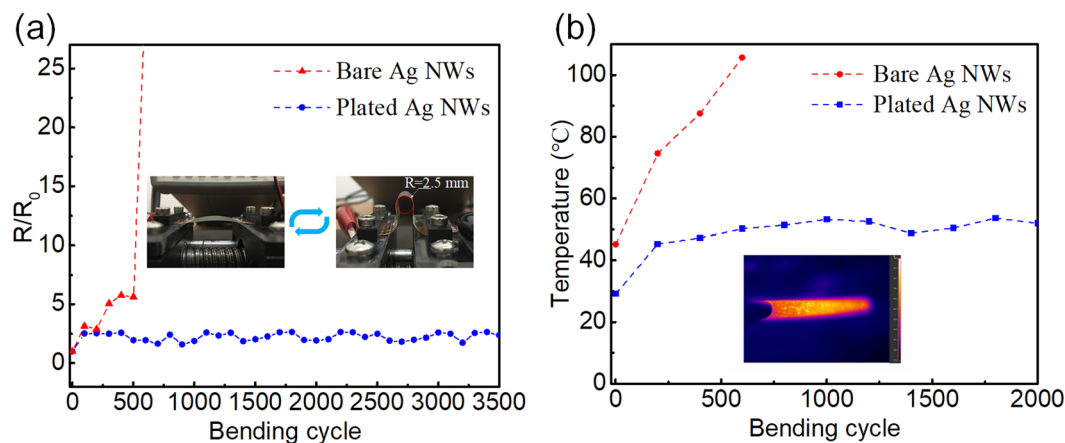 (a)
25
20
15
10
5
0
R/R0
Bare Ag NWs
Plated Ag NWs
R=2.5 mm
0 500 1000 1500 2000 2500 3000 3500
Bending cycle
(b)
100
80
60
40
20
0
Temperature (°C)
Bare Ag NWs
Plated Ag NWs
0 500 1000 1500 2000
Bending cycle